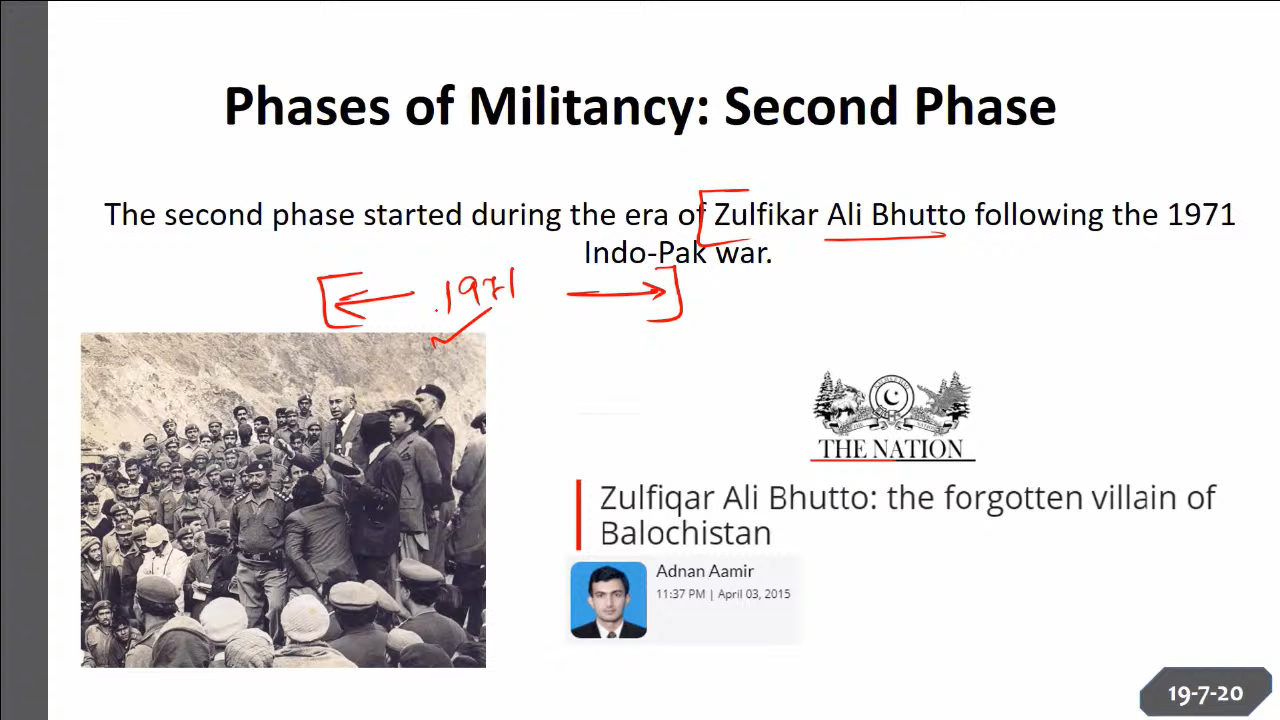 Phases of Militancy: Second Phase
The second phase started during the era of Zulfikar Ali Bhutto following the 1971
Indo-Pak war.
.1971
THE NATION
Zulfiqar Ali Bhutto: the forgotten villain of
Balochistan
Adnan Aamir
11:37 PM | April 03, 2015
19-7-20